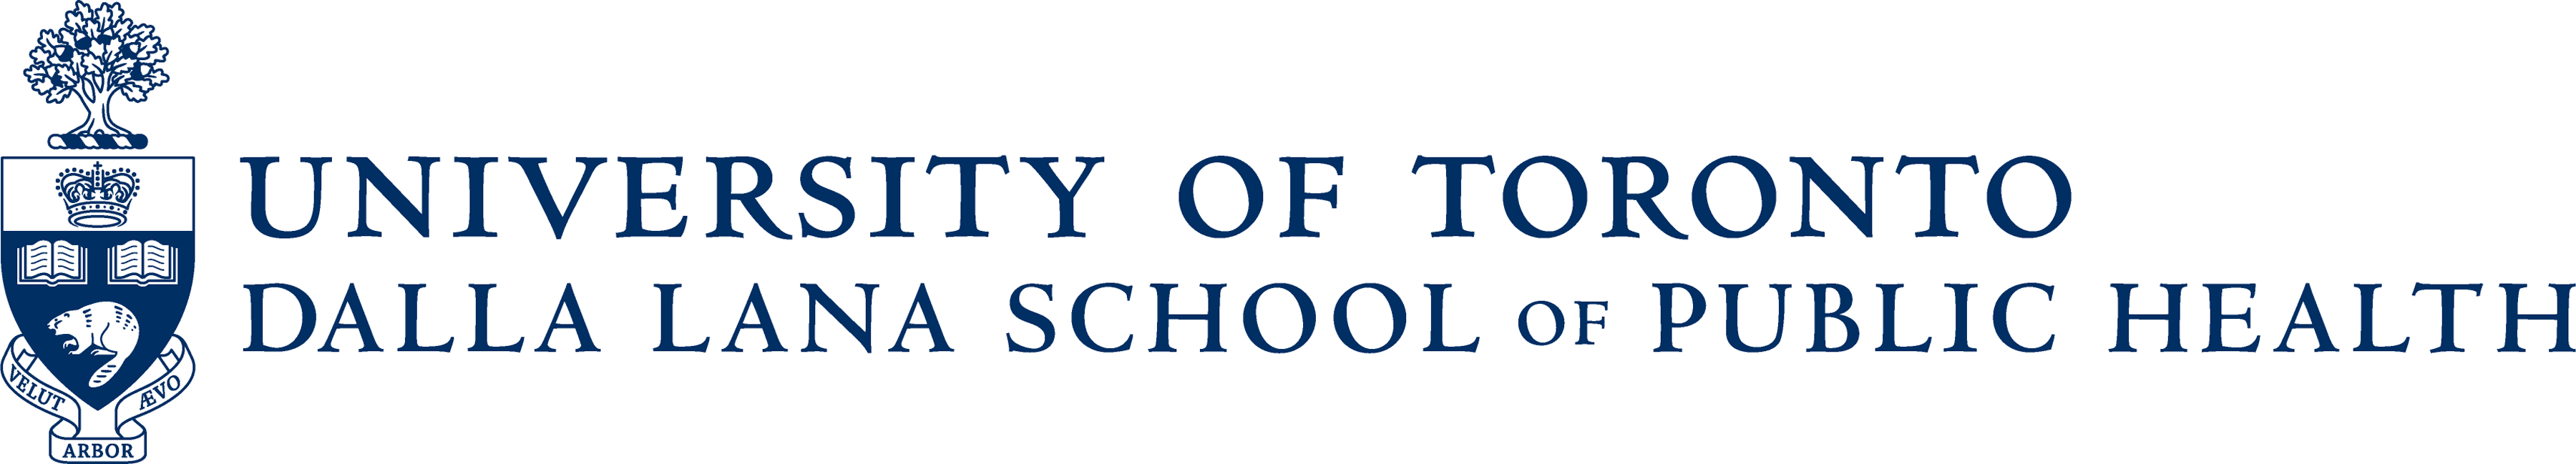 UNIVERSITY OF TORONTO
DALLA LANA SCHOOL OF PUBLIC HEALTH
VELUT ARBOR ÆVO